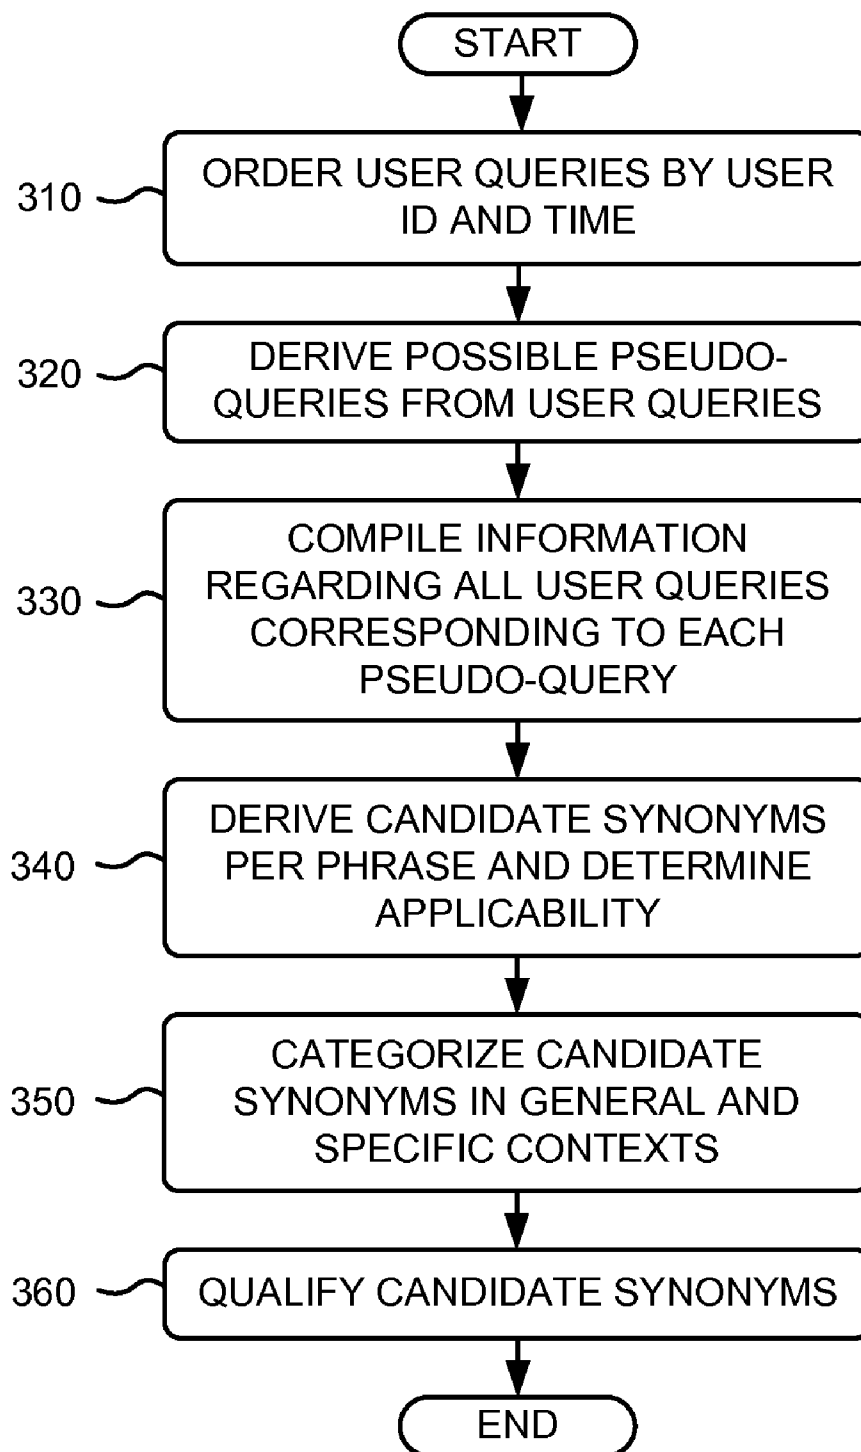 START
310
ORDER USER QUERIES BY USER
ID AND TIME
320
DERIVE POSSIBLE PSEUDO-
QUERIES FROM USER QUERIES
330
COMPILE INFORMATION
REGARDING ALL USER QUERIES
CORRESPONDING TO EACH
PSEUDO-QUERY
340
DERIVE CANDIDATE SYNONYMS
PER PHRASE AND DETERMINE
APPLICABILITY
350
CATEGORIZE CANDIDATE
SYNONYMS IN GENERAL AND
SPECIFIC CONTEXTS
360
QUALIFY CANDIDATE SYNONYMS
END